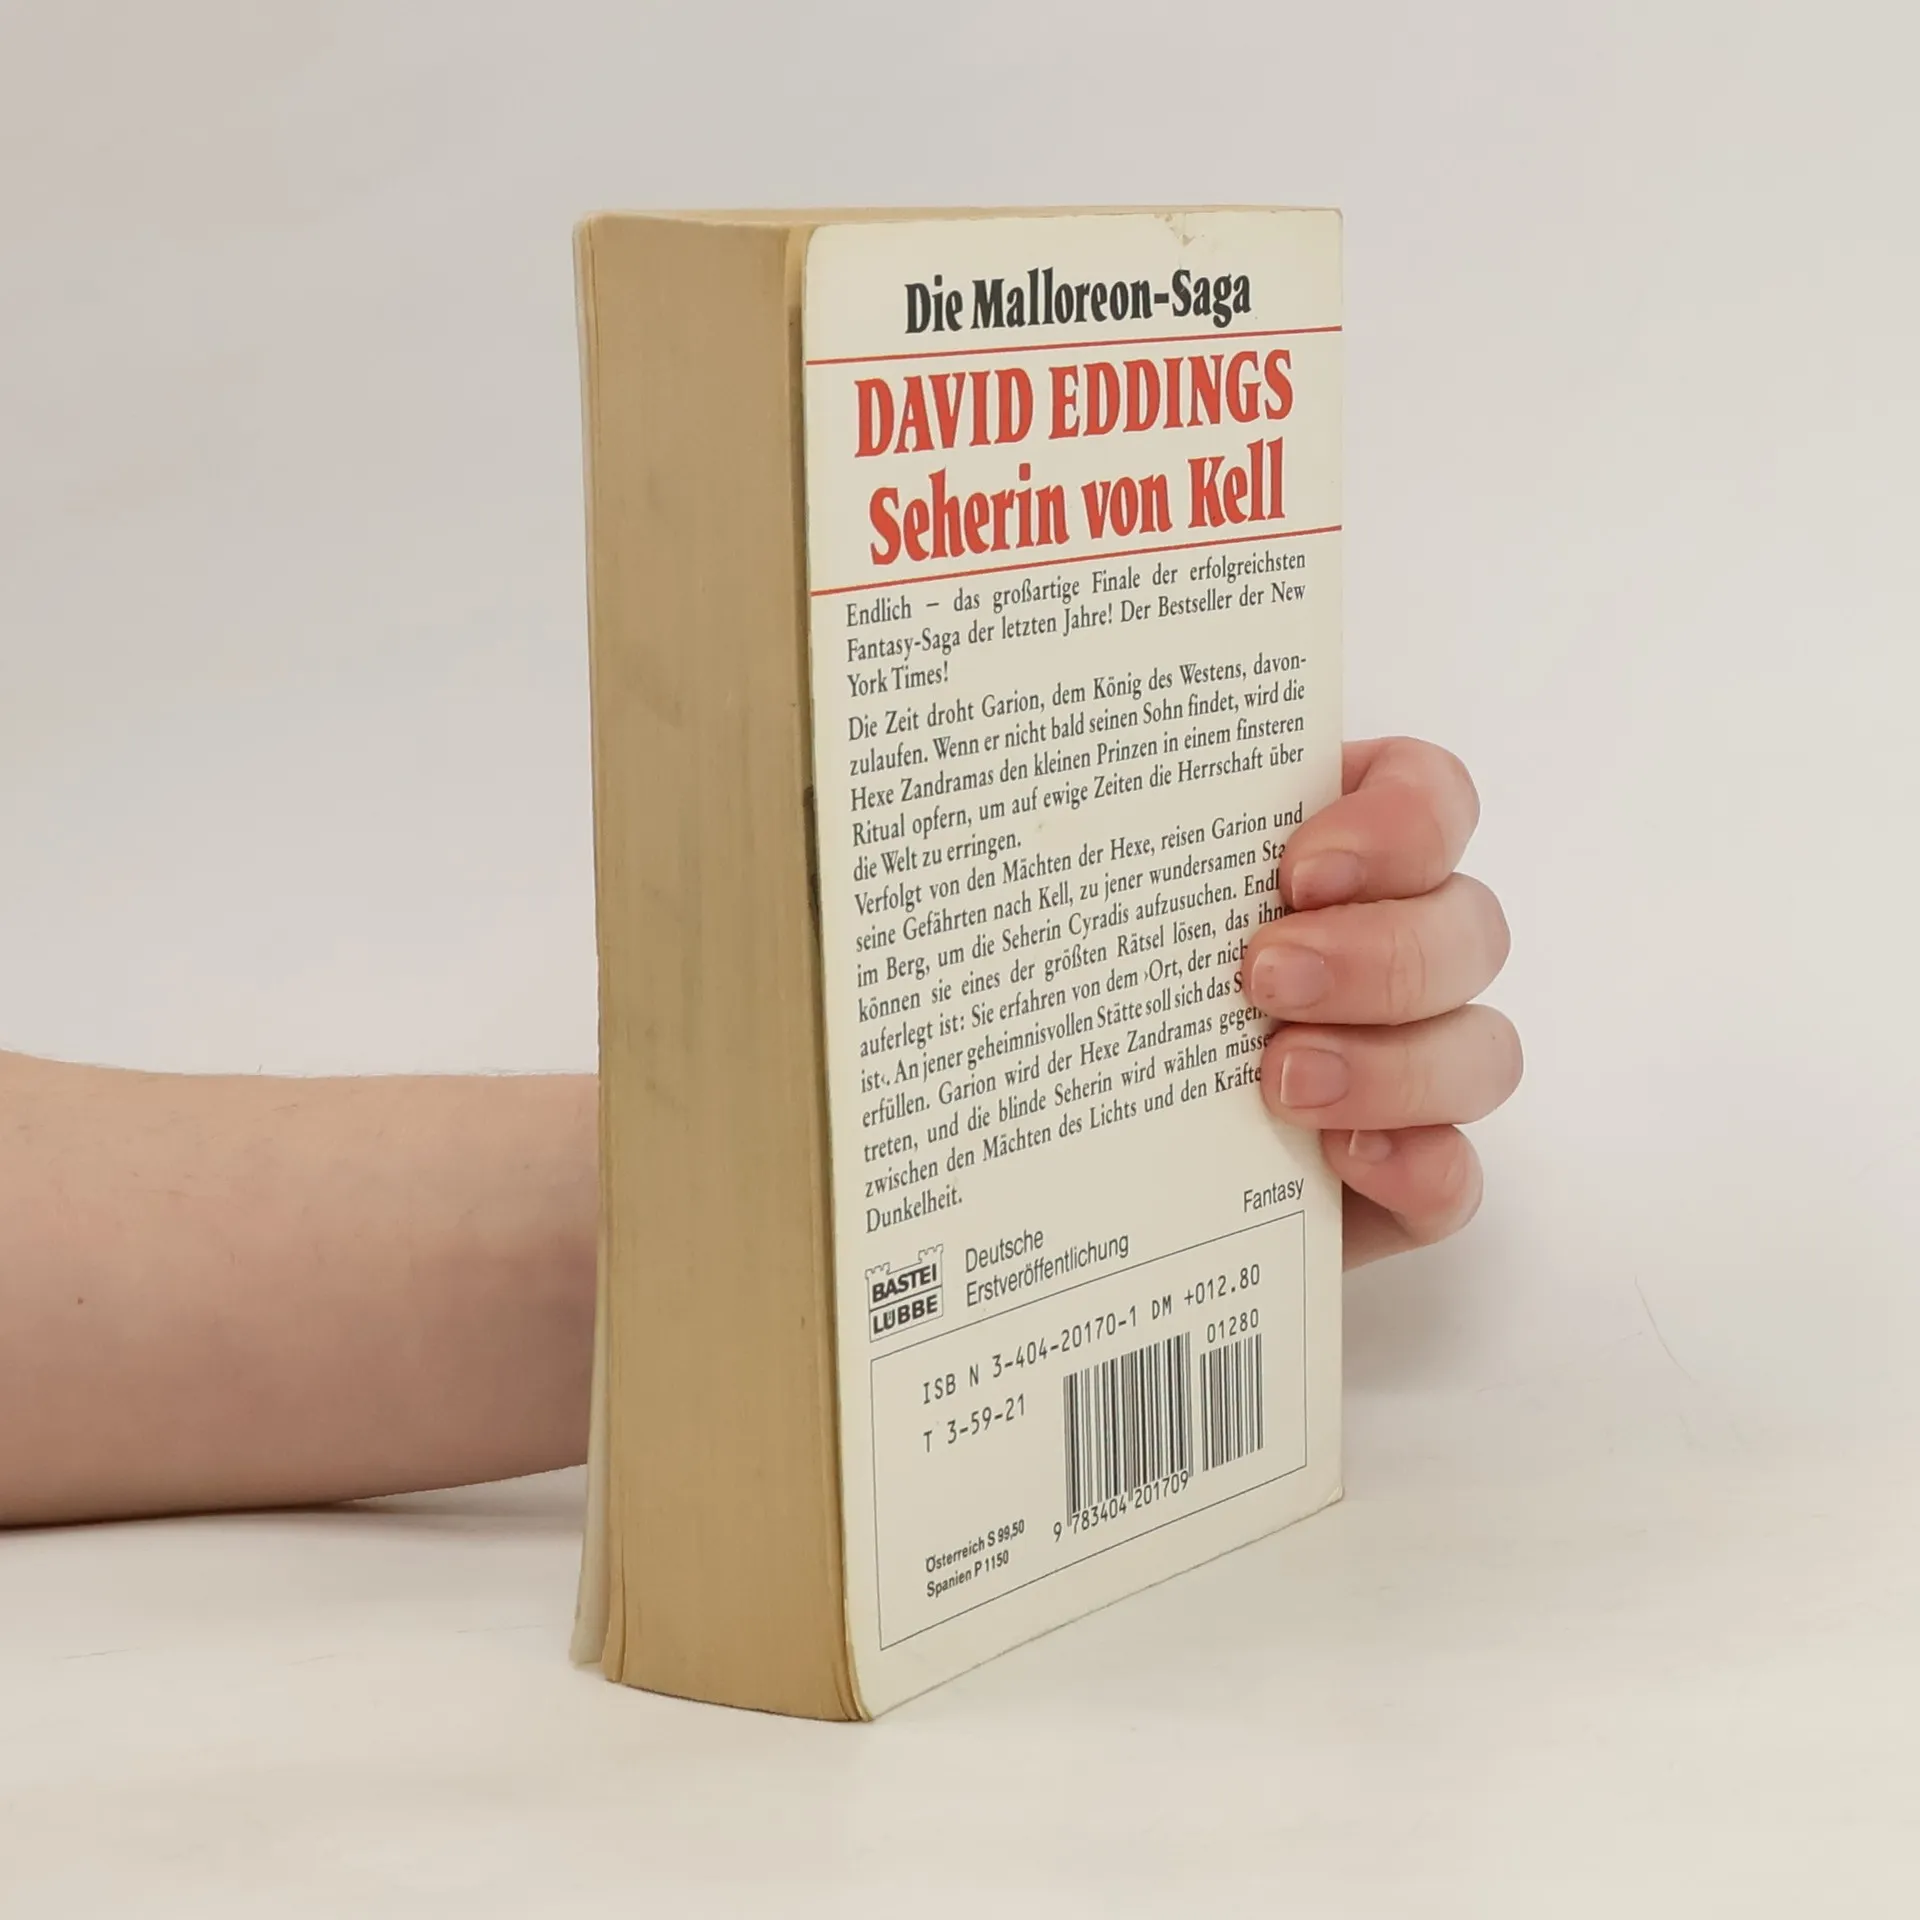 Die Malloreon-Saga
DAVID EDDINGS
Seherin von Kell
Endlich – das großartige Finale der erfolgreichsten
Fantasy-Saga der letzten Jahre! Der Bestseller der New
York Times!
Die Zeit droht Garion, dem König des Westens, davon-
zulaufen. Wenn er nicht bald seinen Sohn findet, wird die
Hexe Zandramas den kleinen Prinzen in einem finsteren
Ritual opfern, um auf ewige Zeiten die Herrschaft über
die Welt zu erringen.
Verfolgt von den Mächten der Hexe, reisen Garion und
seine Gefährten nach Kell, zu jener wundersamen
im Berg, um die Seherin Cyradis aufzusuchen.
können sie eines der größten Rätsel lösen, das
auferlegt ist: Sie erfahren von dem ›Ort, der
ist‹. An jener geheimnisvollen Stätte soll sich das
erfüllen. Garion wird der Hexe Zandramas
treten, und die blinde Seherin wird wählen
zwischen den Mächten des Lichts und den
Dunkelheit.
Fantasy
BASTEI
LÜBBE
Deutsche
Erstveröffentlichung
ISB N 3-404-20170-1 DM +012.80
T 3-59-21
01280
9 783404 201709
Österreich S 99,50
Spanien P 1150